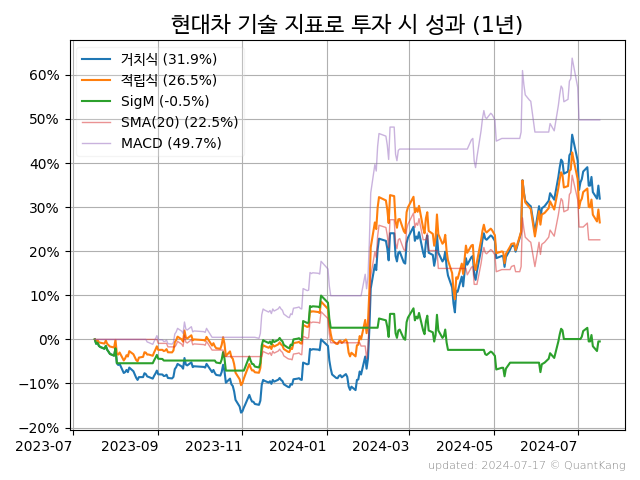 현대차 기술 지표로 투자 시 성과 (1년)
거치식 (31.9%)
적립식 (26.5%)
SigM (-0.5%)
SMA(20) (22.5%)
MACD (49.7%)
60%
50%
40%
30%
20%
10%
0%
−10%
−20%
2023-07 2023-09 2023-11 2024-01 2024-03 2024-05 2024-07
updated: 2024-07-17 © QuantKang